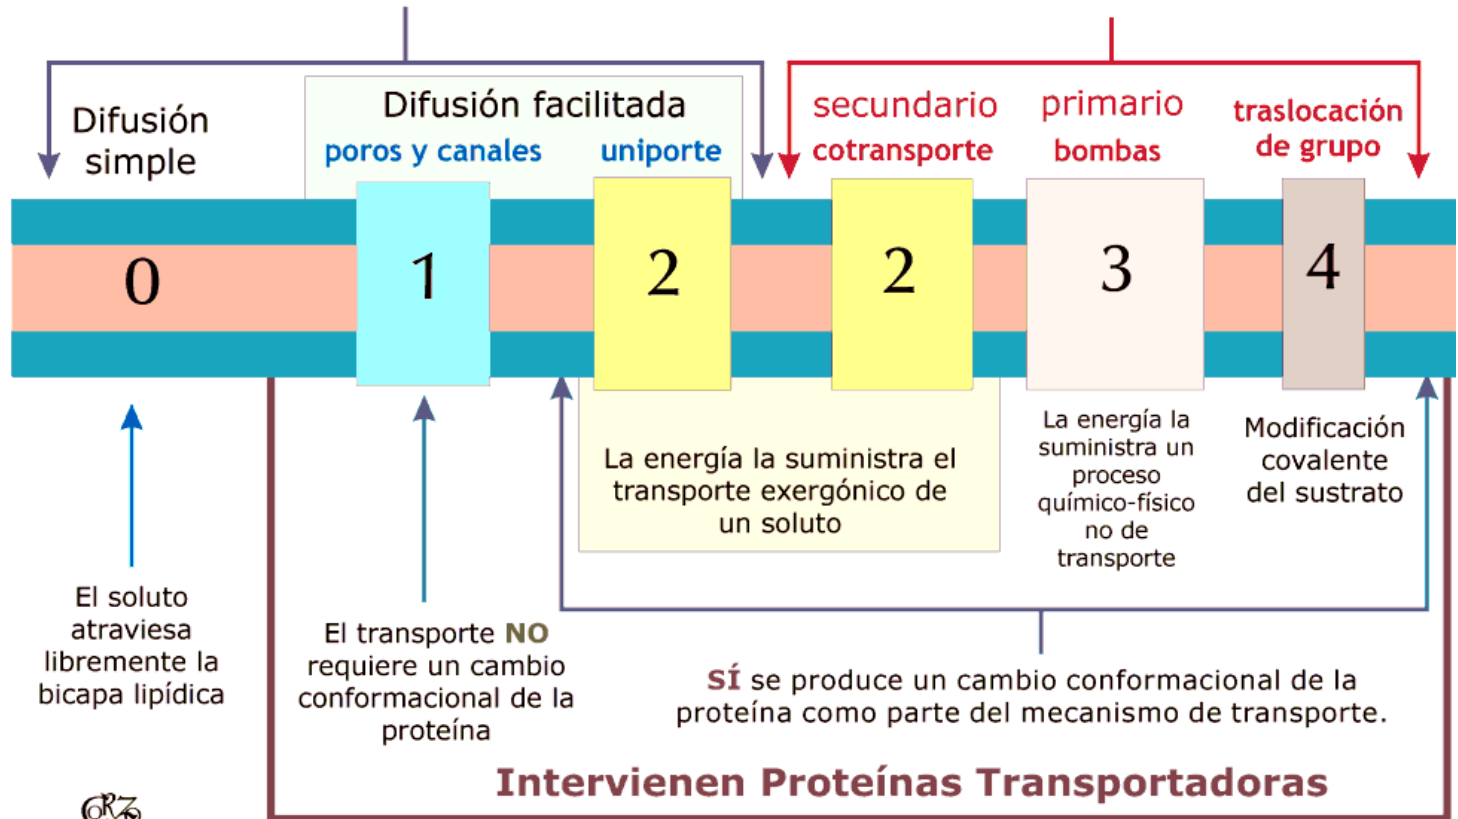 Difusión
simple
Difusión facilitada
poros y canales
uniporte
secundario
cotransporte
primario
bombas
traslocación
de grupo
0
1
2
2
3
4
El soluto
atraviesa
libremente la
bicapa lipídica
El transporte NO
requiere un cambio
conformacional de la
proteína
La energía la suministra el
transporte exergónico de
un soluto
La energía la
suministra un
proceso
químico-físico
no de
transporte
Modificación
covalente
del sustrato
SÍ se produce un cambio conformacional de la
proteína como parte del mecanismo de transporte.
Intervienen Proteínas Transportadoras